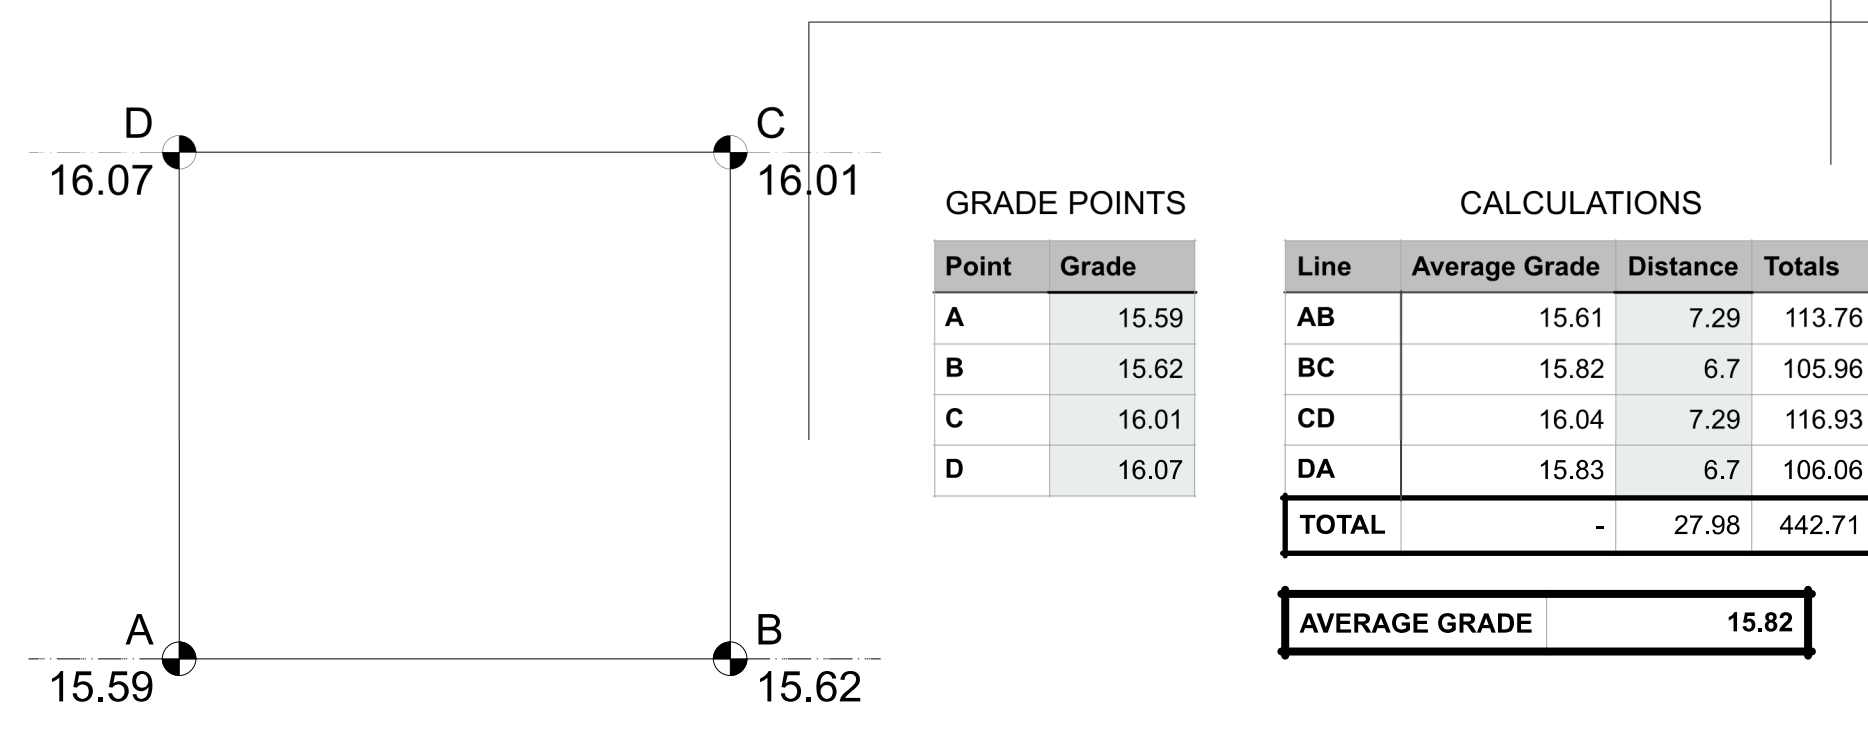 D
C
16.07
16.01
GRADE POINTS
CALCULATIONS
Point Grade
Line Average Grade Distance Totals
A 15.59
AB 15.61 7.29 113.76
B 15.62
BC 15.82 6.7 105.96
C 16.01
CD 16.04 7.29 116.93
D 16.07
DA 15.83 6.7 106.06
TOTAL - 27.98 442.71
AVERAGE GRADE 15.82
A
B
15.59
15.62